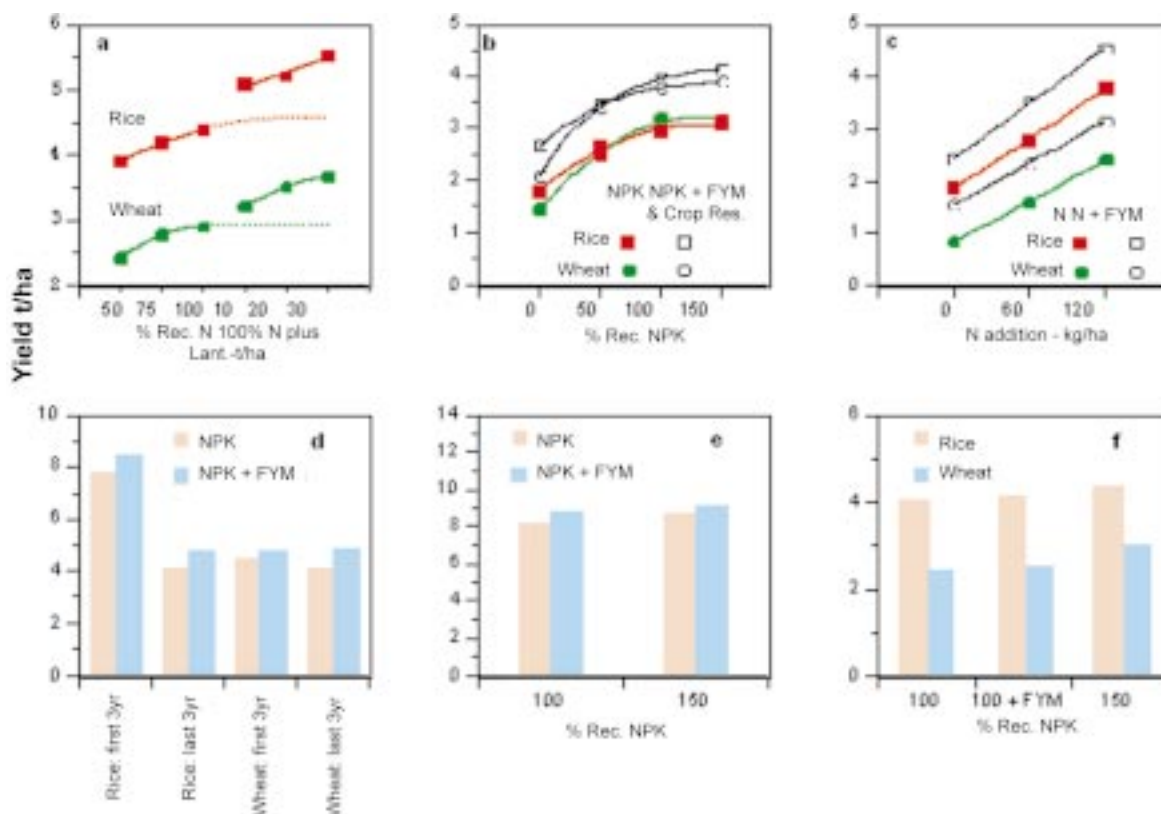 Yield t/ha
a
6
5
4
3
2
Rice
Wheat
50 75 100 10 20 30
% Rec. N 100% N plus
Lant.-t/ha
b
5
4
3
2
1
0
NPK NPK + FYM
& Crop Res.
Rice
Wheat
0 50 100 150
% Rec. NPK
c
5
4
3
2
1
0
N N + FYM
Rice
Wheat
0 60 120
N addition - kg/ha
d
10
8
6
4
2
0
NPK
NPK + FYM
Rice: first 3yr
Rice: last 3yr
Wheat: first 3yr
Wheat: last 3yr
e
14
12
10
8
6
4
2
0
NPK
NPK + FYM
100 150
% Rec. NPK
f
6
4
2
0
Rice
Wheat
100 100 + FYM 150
% Rec. NPK